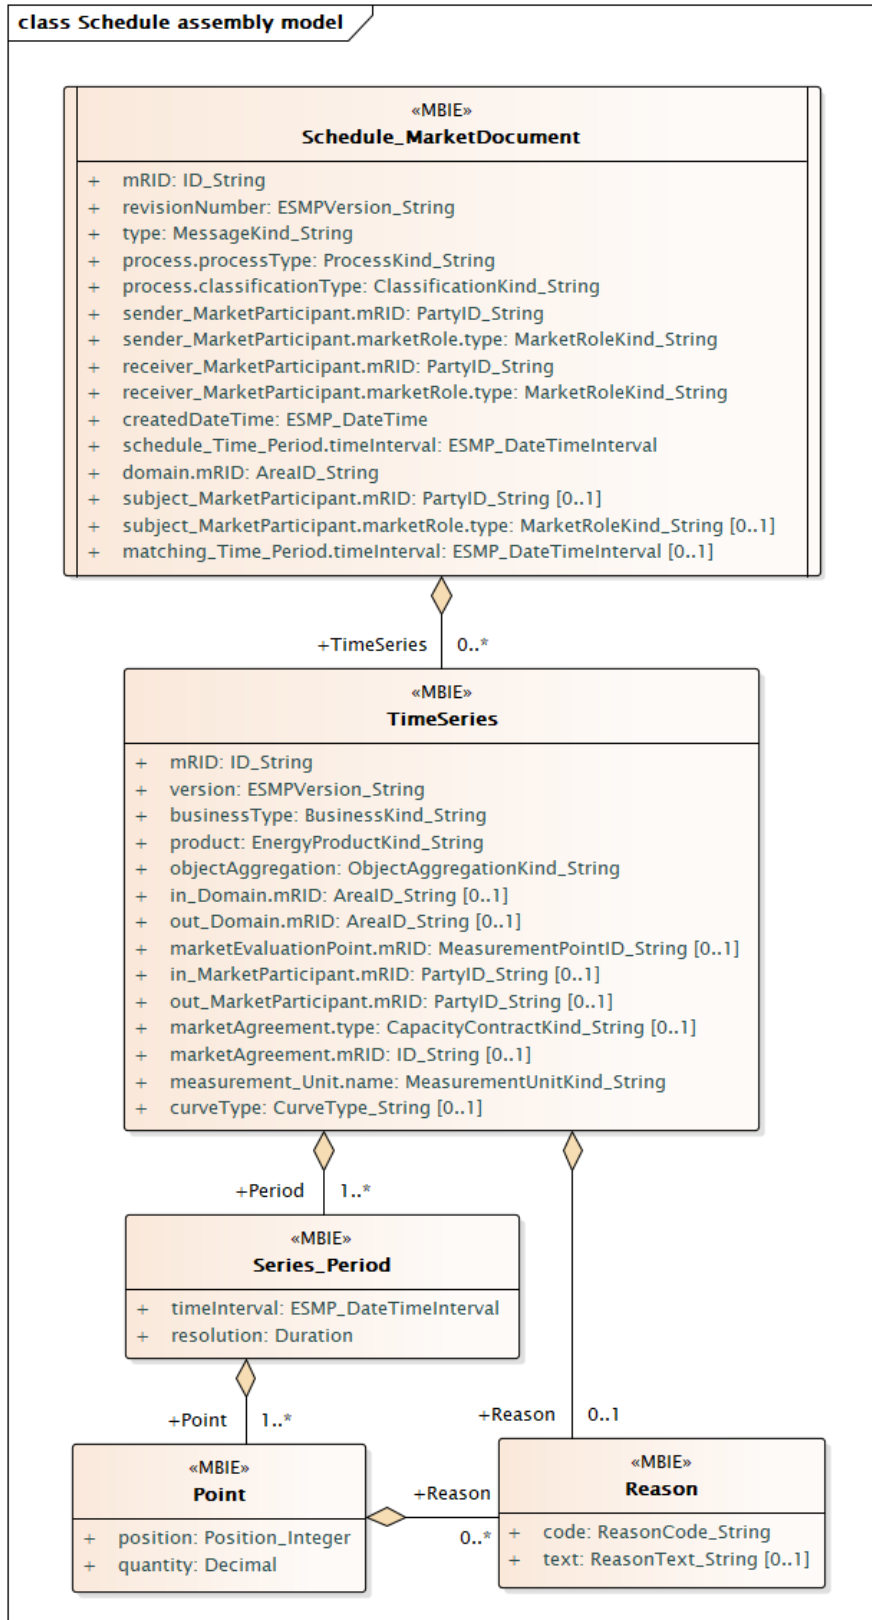 class Schedule assembly model
«MBIE»
Schedule_MarketDocument
+ mRID: ID_String
+ revisionNumber: ESMPVersion_String
+ type: MessageKind_String
+ process.processType: ProcessKind_String
+ process.classificationType: ClassificationKind_String
+ sender_MarketParticipant.mRID: PartyID_String
+ sender_MarketParticipant.marketRole.type: MarketRoleKind_String
+ receiver_MarketParticipant.mRID: PartyID_String
+ receiver_MarketParticipant.marketRole.type: MarketRoleKind_String
+ createdDateTime: ESMP_DateTime
+ schedule_Time_Period.timeInterval: ESMP_DateTimeInterval
+ domain.mRID: AreaID_String
+ subject_MarketParticipant.mRID: PartyID_String [0..1]
+ subject_MarketParticipant.marketRole.type: MarketRoleKind_String [0..1]
+ matching_Time_Period.timeInterval: ESMP_DateTimeInterval [0..1]
+TimeSeries 0..*
«MBIE»
TimeSeries
+ mRID: ID_String
+ version: ESMPVersion_String
+ businessType: BusinessKind_String
+ product: EnergyProductKind_String
+ objectAggregation: ObjectAggregationKind_String
+ in_Domain.mRID: AreaID_String [0..1]
+ out_Domain.mRID: AreaID_String [0..1]
+ marketEvaluationPoint.mRID: MeasurementPointID_String [0..1]
+ in_MarketParticipant.mRID: PartyID_String [0..1]
+ out_MarketParticipant.mRID: PartyID_String [0..1]
+ marketAgreement.type: CapacityContractKind_String [0..1]
+ marketAgreement.mRID: ID_String [0..1]
+ measurement_Unit.name: MeasurementUnitKind_String
+ curveType: CurveType_String [0..1]
+Period 1..*
«MBIE»
Series_Period
+ timeInterval: ESMP_DateTimeInterval
+ resolution: Duration
+Point 1..*
+Reason 0..1
«MBIE»
Point
+ position: Position_Integer
+ quantity: Decimal
+Reason
0..*
«MBIE»
Reason
+ code: ReasonCode_String
+ text: ReasonText_String [0..1]